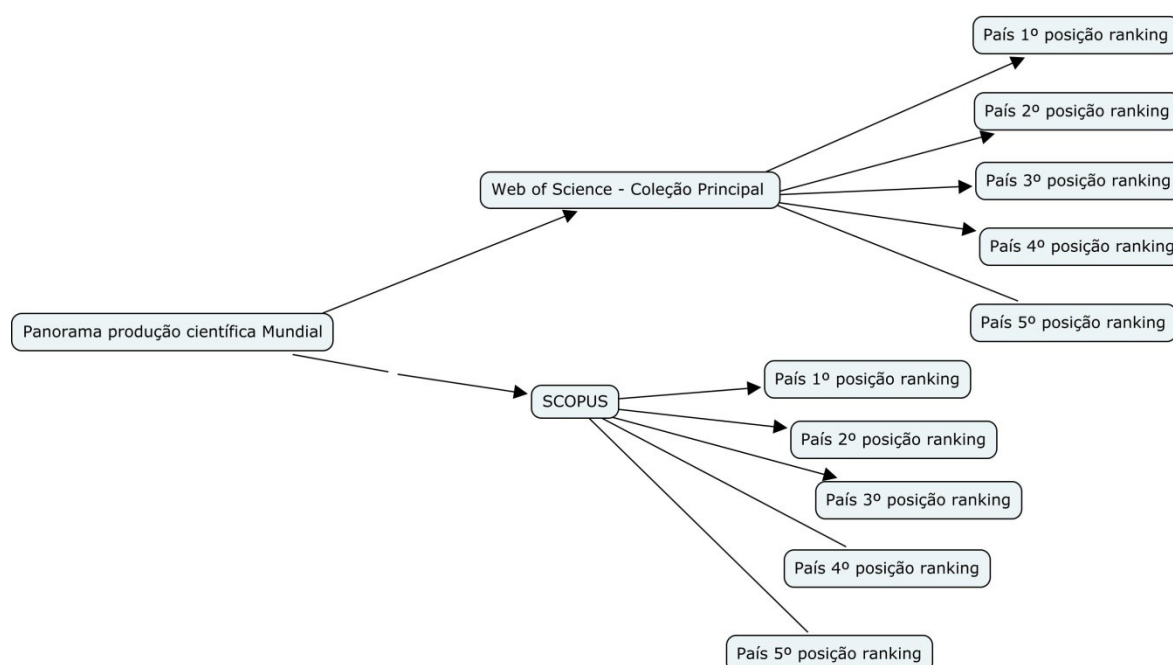 País 1º posição ranking
País 2º posição ranking
Web of Science - Coleção Principal
País 3º posição ranking
País 4º posição ranking
País 5º posição ranking
Panorama produção científica Mundial
País 1º posição ranking
SCOPUS
País 2º posição ranking
País 3º posição ranking
País 4º posição ranking
País 5º posição ranking